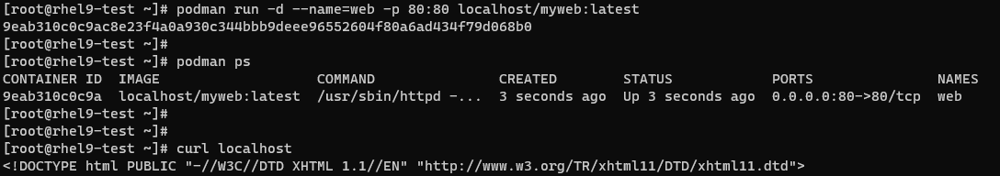 [root@rhel9-test ~]# podman run -d --name=web -p 80:80 localhost/myweb:latest
9eab310c0c9ac8e23f4a0a930c344bbb9deee96552604f80a6ad434f79d068b0
[root@rhel9-test ~]#
[root@rhel9-test ~]# podman ps
CONTAINER ID  IMAGE                   COMMAND               CREATED        STATUS            PORTS               NAMES
9eab310c0c9a  localhost/myweb:latest  /usr/sbin/httpd -...  3 seconds ago  Up 3 seconds ago  0.0.0.0:80->80/tcp  web
[root@rhel9-test ~]#
[root@rhel9-test ~]#
[root@rhel9-test ~]# curl localhost
<!DOCTYPE html PUBLIC "-//W3C//DTD XHTML 1.1//EN" "http://www.w3.org/TR/xhtml11/DTD/xhtml11.dtd">